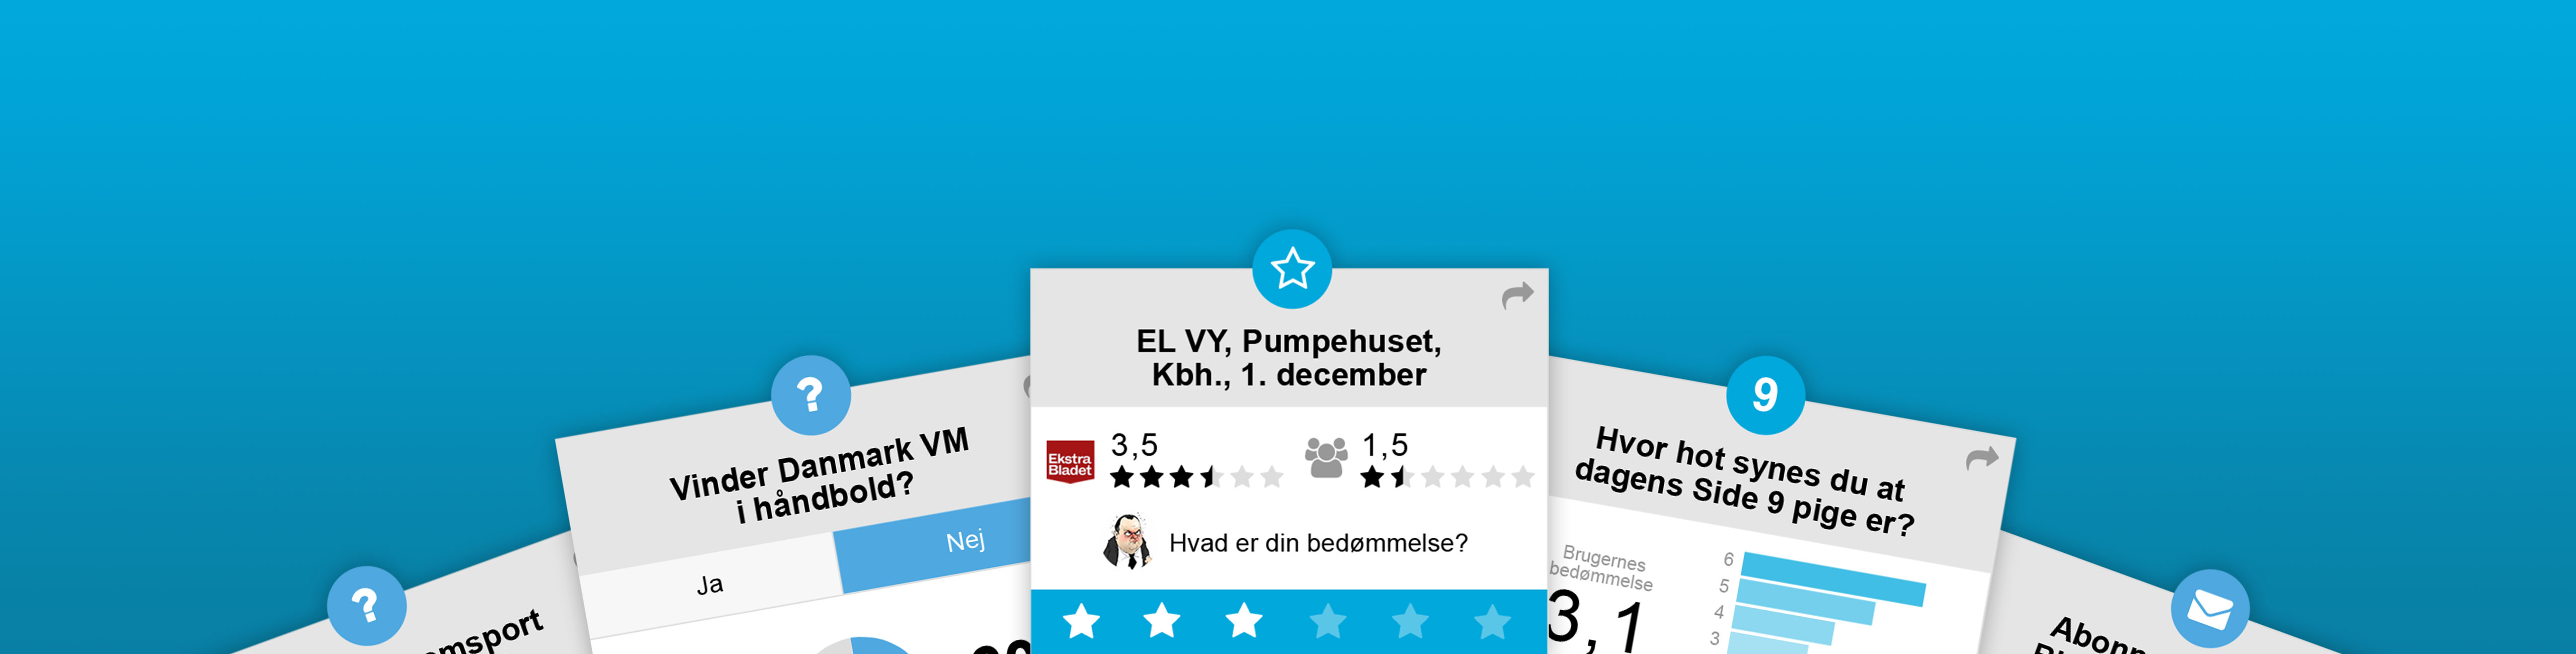 EL VY, Pumpehuset,
Kbh., 1. december
Ekstra
Bladet
3,5
1,5
Hvad er din bedømmelse?
?
Vinder Danmark VM
i håndbold?
Ja
Nej
?
9
Hvor hot synes du at
dagens Side 9 pige er?
Brugernes
bedømmelse
3,1
6
5
4
3